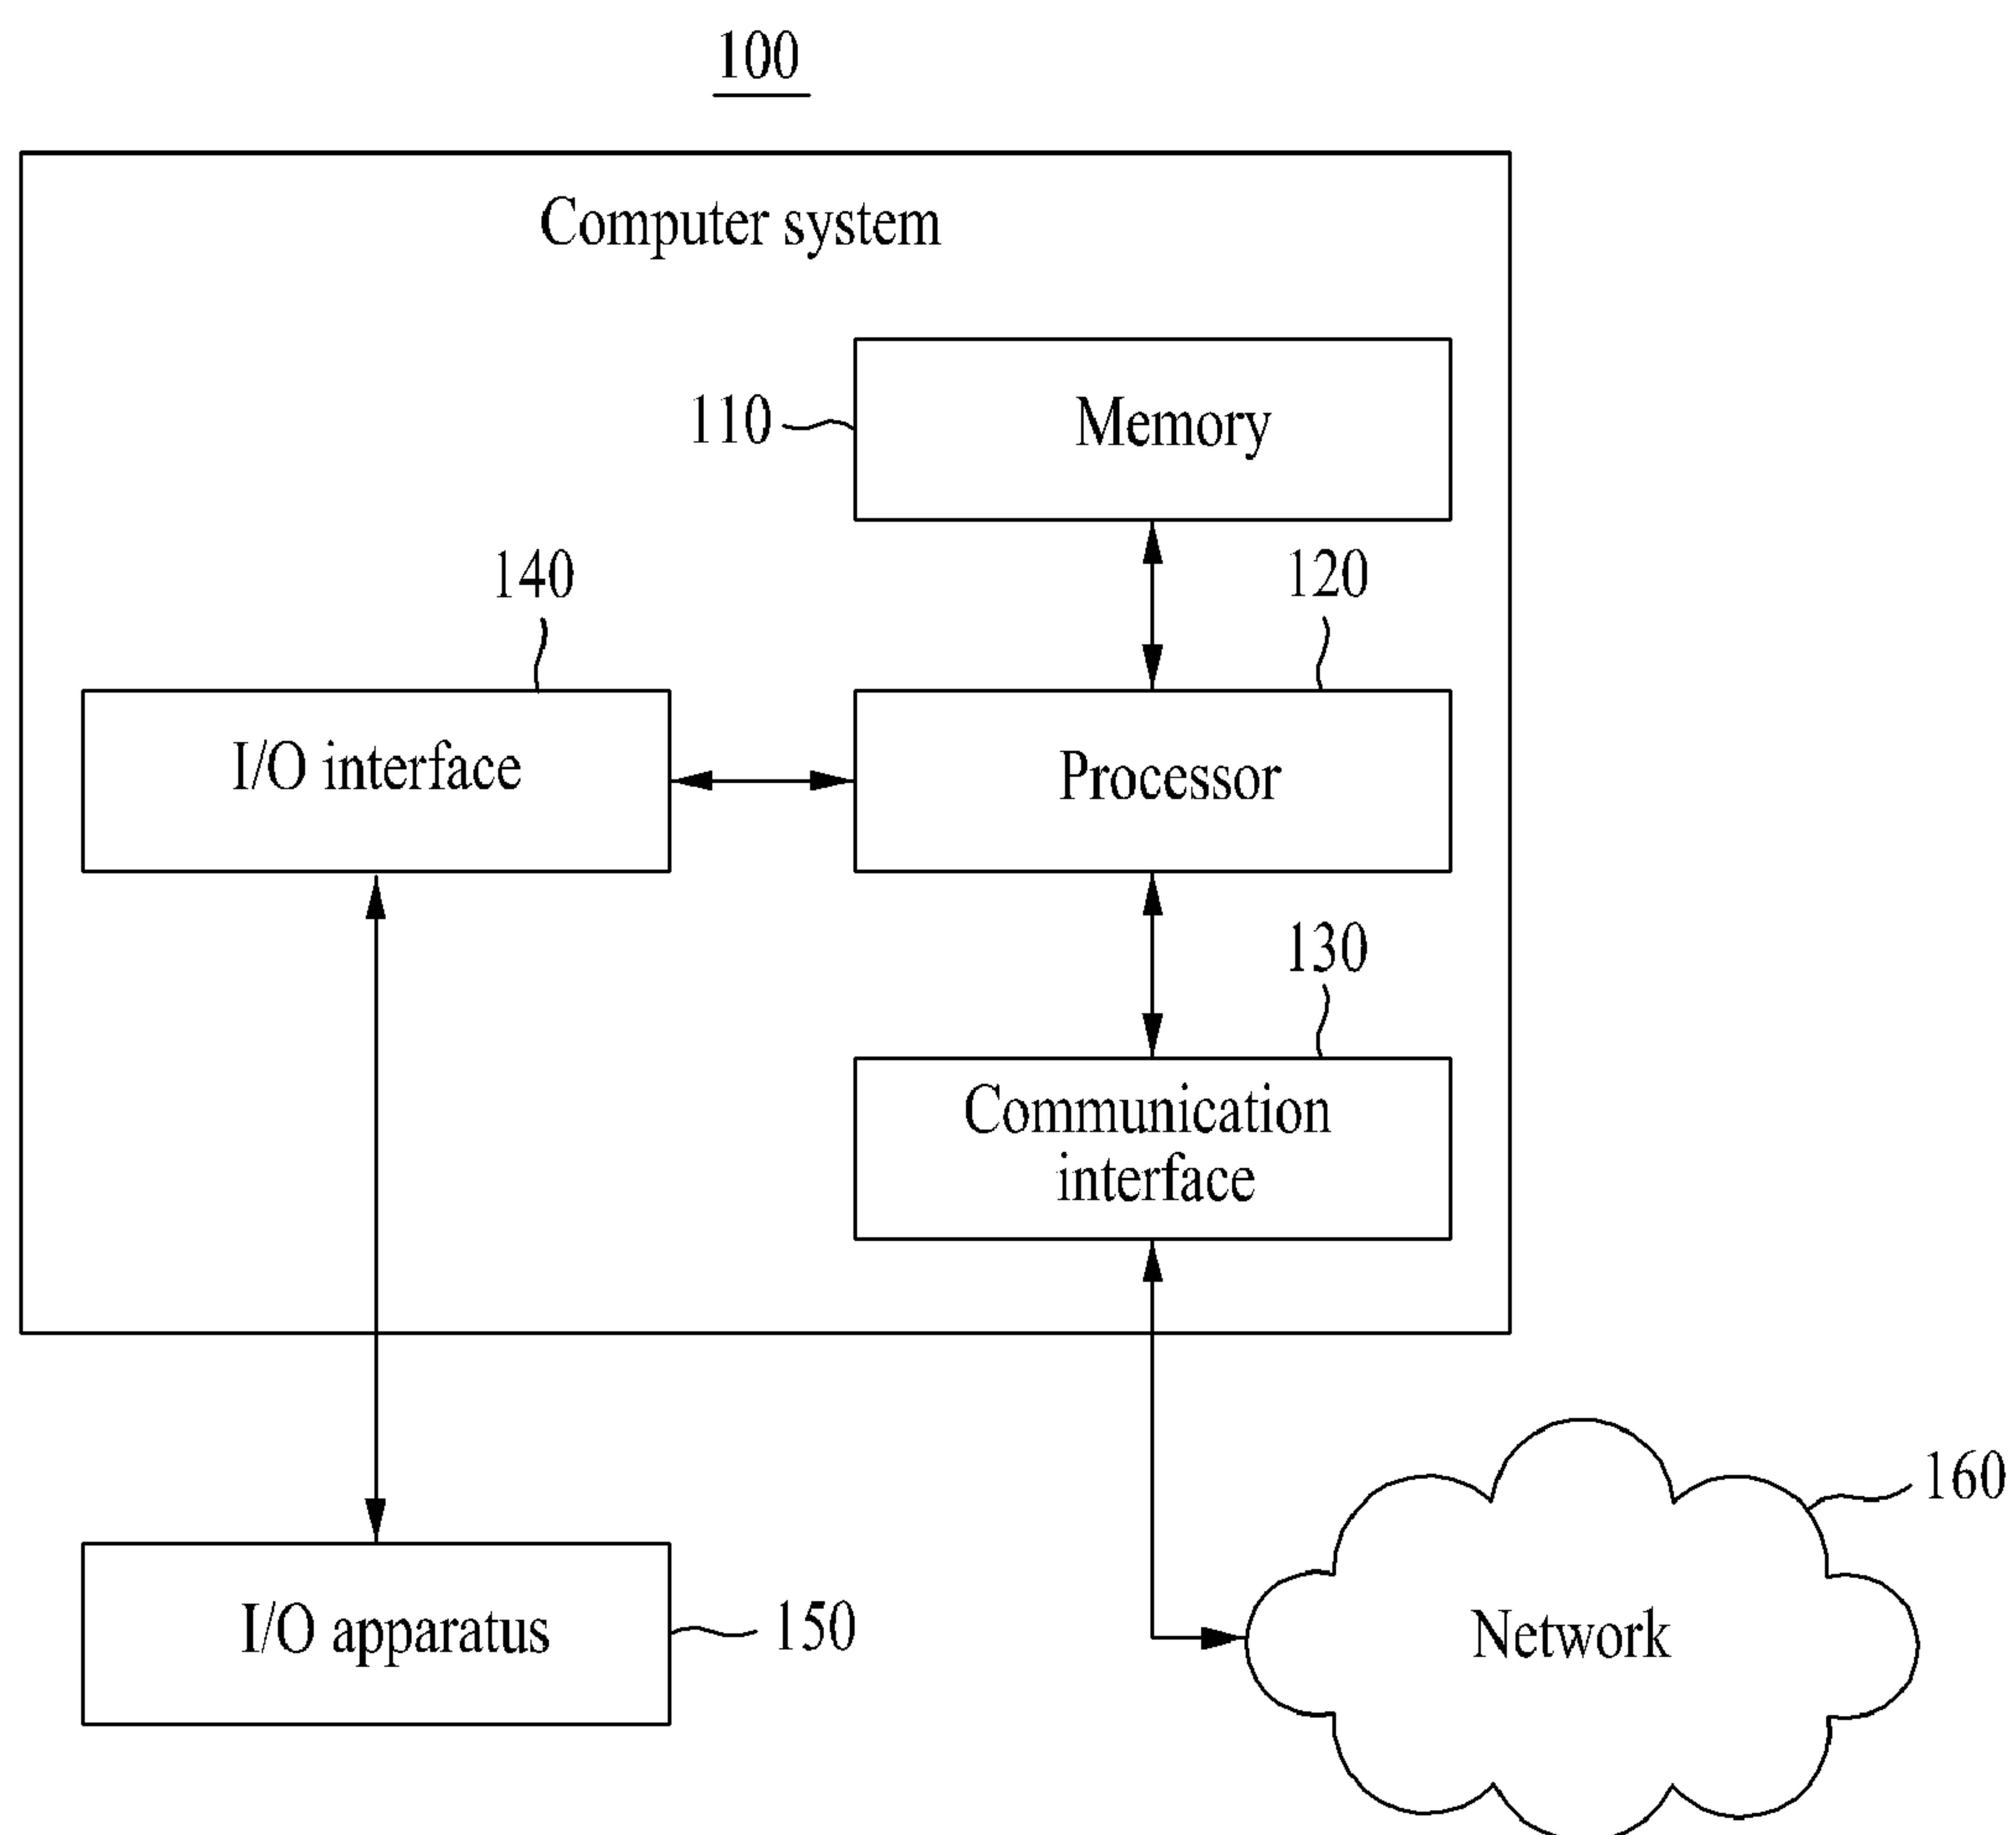 100
Computer system
110
Memory
140
120
I/O interface
Processor
130
Communication
interface
160
I/O apparatus
150
Network